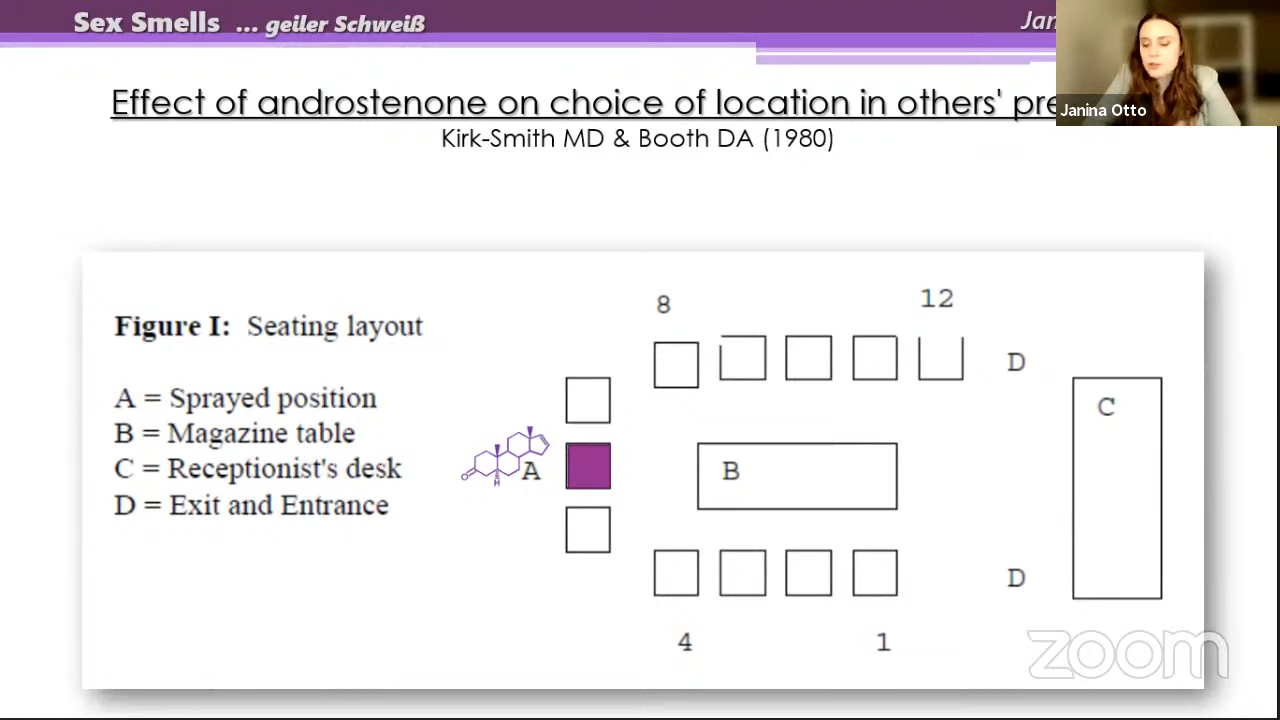 Sex Smells ... geiler Schweiß
Jan
Janina Otto
Effect of androstenone on choice of location in others' pre
Kirk-Smith MD & Booth DA (1980)
8
12
Figure I: Seating layout
D
A = Sprayed position
C
B = Magazine table
O
H
A
B
C = Receptionist's desk
D = Exit and Entrance
D
4
1
zoom